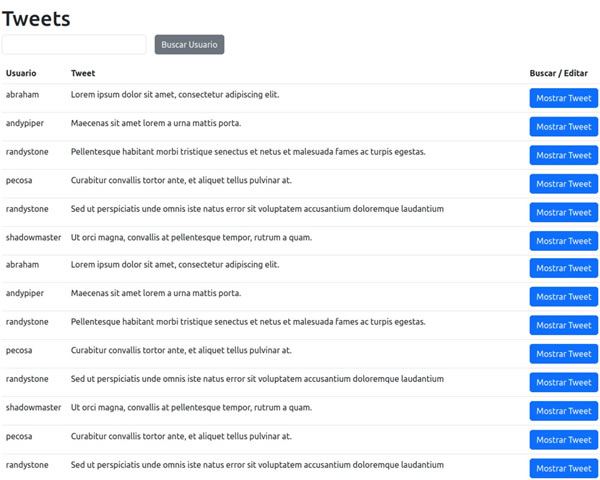 Tweets
Buscar Usuario
Usuario Tweet Buscar / Editar
abraham Lorem ipsum dolor sit amet, consectetur adipiscing elit. Mostrar Tweet
andypiper Maecenas sit amet lorem a urna mattis porta. Mostrar Tweet
randystone Pellentesque habitant morbi tristique senectus et netus et malesuada fames ac turpis egestas. Mostrar Tweet
pecosa Curabitur convallis tortor ante, et aliquet tellus pulvinar at. Mostrar Tweet
randystone Sed ut perspiciatis unde omnis iste natus error sit voluptatem accusantium doloremque laudantium Mostrar Tweet
shadowmaster Ut orci magna, convallis at pellentesque tempor, rutrum a quam. Mostrar Tweet
abraham Lorem ipsum dolor sit amet, consectetur adipiscing elit. Mostrar Tweet
andypiper Maecenas sit amet lorem a urna mattis porta. Mostrar Tweet
randystone Pellentesque habitant morbi tristique senectus et netus et malesuada fames ac turpis egestas. Mostrar Tweet
pecosa Curabitur convallis tortor ante, et aliquet tellus pulvinar at. Mostrar Tweet
randystone Sed ut perspiciatis unde omnis iste natus error sit voluptatem accusantium doloremque laudantium Mostrar Tweet
shadowmaster Ut orci magna, convallis at pellentesque tempor, rutrum a quam. Mostrar Tweet
pecosa Curabitur convallis tortor ante, et aliquet tellus pulvinar at. Mostrar Tweet
randystone Sed ut perspiciatis unde omnis iste natus error sit voluptatem accusantium doloremque laudantium Mostrar Tweet